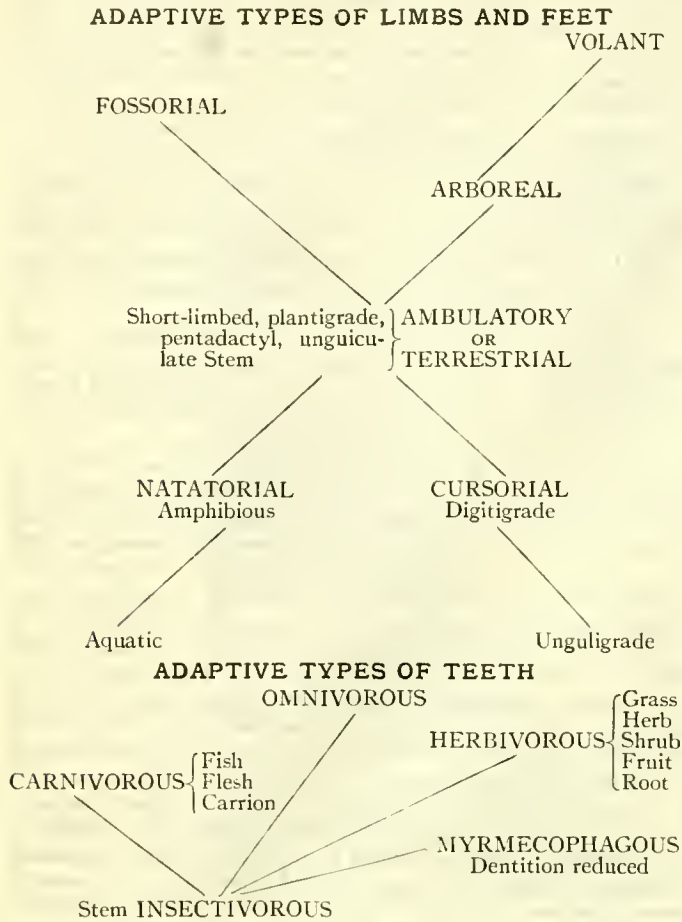 ADAPTIVE TYPES OF LIMBS AND FEET
VOLANT
FOSSORIAL
ARBOREAL
Short-limbed, plantigrade,
pentadactyl, unguicu-
late Stem
AMBULATORY
OR
TERRESTRIAL
NATATORIAL
Amphibious
CURSORIAL
Digitigrade
Aquatic
Unguligrade
ADAPTIVE TYPES OF TEETH
OMNIVOROUS
HERBIVOROUS
Grass
Herb
Shrub
Fruit
Root
CARNIVOROUS
Fish
Flesh
Carrion
MYRMECOPHAGOUS
Dentition reduced
Stem INSECTIVOROUS